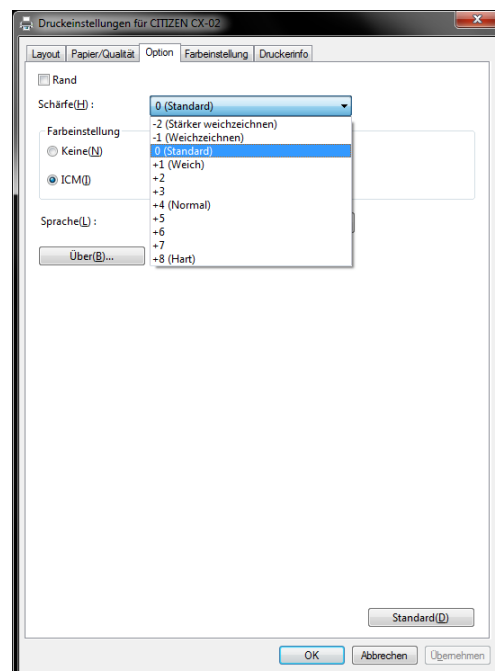 Druckeinstellungen für CITIZEN CX-02
Layout Papier/Qualität Option Farbeinstellung Druckerinfo
Rand
Schärfe(H) : 0 (Standard)
-2 (Stärker weichzeichnen)
-1 (Weichzeichnen)
0 (Standard)
+1 (Weich)
+2
+3
+4 (Normal)
+5
+6
+7
+8 (Hart)
Farbeinstellung
Keine(N)
ICM(I)
Sprache(L) :
Über(B)...
Standard(D)
OK Abbrechen Übernehmen